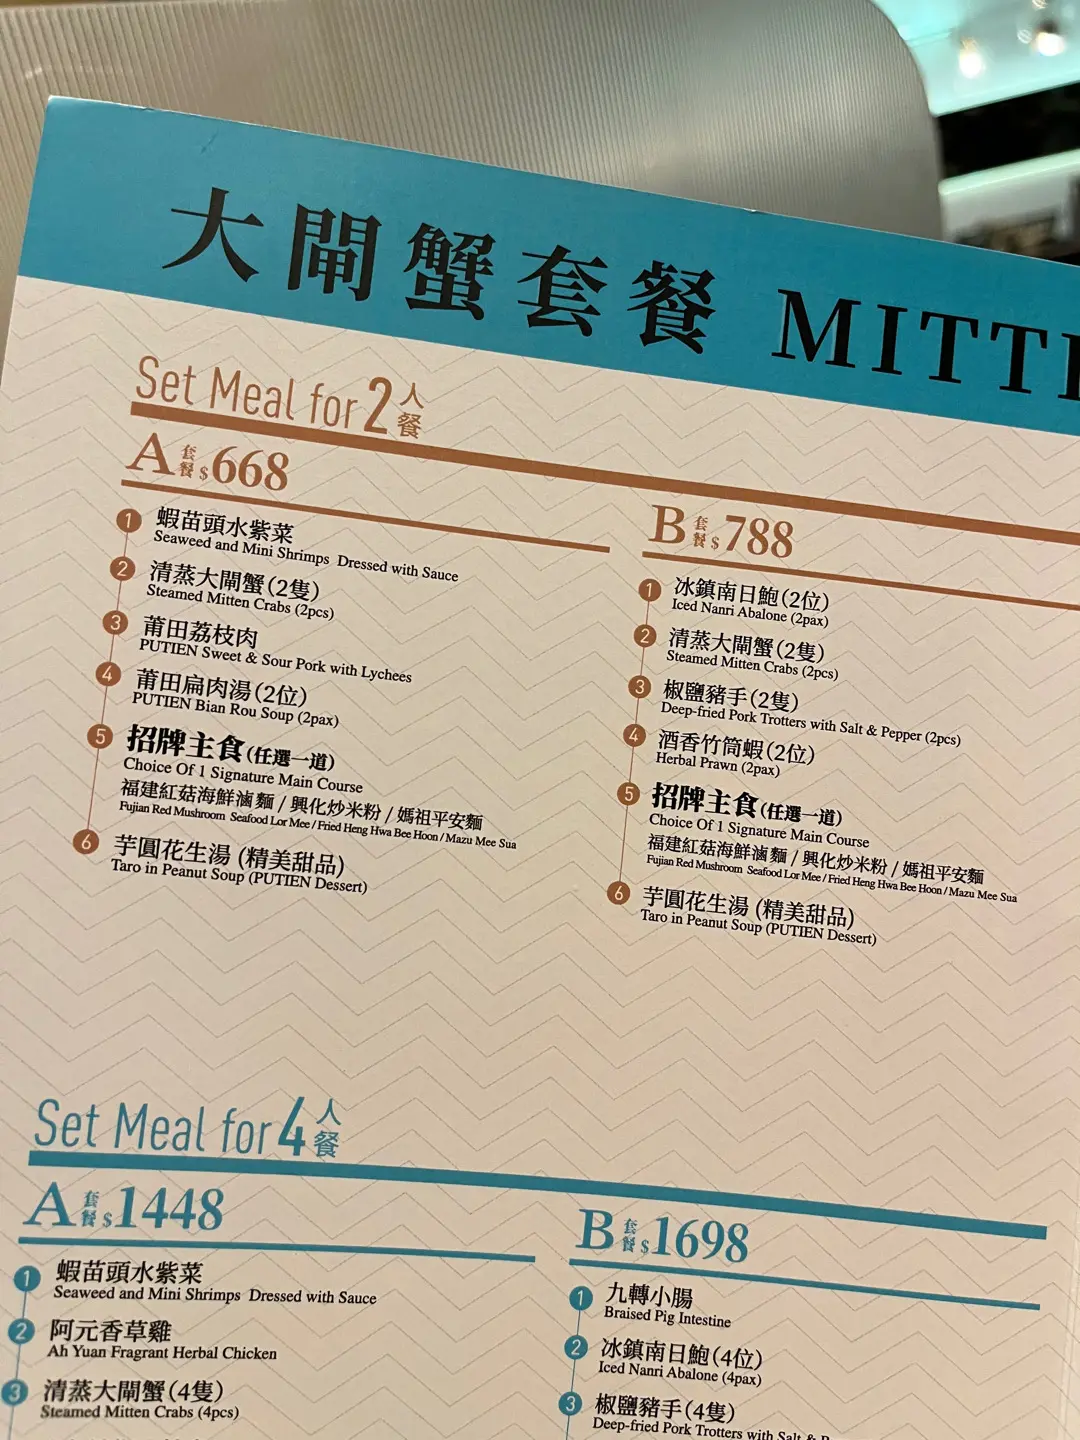 大閘蟹套餐
Set Meal for 2 人餐
A 套餐 $668
1 蝦苗頭水紫菜
Seaweed and Mini Shrimps Dressed with Sauce
2 清蒸大閘蟹(2隻)
Steamed Mitten Crabs (2pcs)
3 莆田荔枝肉
PUTIEN Sweet & Sour Pork with Lychees
4 莆田扁肉湯(2位)
PUTIEN Bian Rou Soup (2pax)
5 招牌主食(任選一道)
Choice Of 1 Signature Main Course
福建紅菇海鮮滷麵 / 興化炒米粉 / 媽祖平安麵
Fujian Red Mushroom Seafood Lor Mee / Fried Heng Hwa Bee Hoon / Mazu Mee Sua
6 芋圓花生湯 (精美甜品)
Taro in Peanut Soup (PUTIEN Dessert)
B 套餐 $788
1 冰鎮南日鮑(2位)
Iced Nanri Abalone (2pax)
2 清蒸大閘蟹(2隻)
Steamed Mitten Crabs (2pcs)
3 椒鹽豬手(2隻)
Deep-fried Pork Trotters with Salt & Pepper (2pcs)
4 酒香竹筒蝦(2位)
Herbal Prawn (2pax)
5 招牌主食(任選一道)
Choice Of 1 Signature Main Course
福建紅菇海鮮滷麵 / 興化炒米粉 / 媽祖平安麵
Fujian Red Mushroom Seafood Lor Mee / Fried Heng Hwa Bee Hoon / Mazu Mee Sua
6 芋圓花生湯 (精美甜品)
Taro in Peanut Soup (PUTIEN Dessert)
Set Meal for 4 人餐
A 套餐 $1448
1 蝦苗頭水紫菜
Seaweed and Mini Shrimps Dressed with Sauce
2 阿元香草雞
Ah Yuan Fragrant Herbal Chicken
3 清蒸大閘蟹(4隻)
Steamed Mitten Crabs (4pcs)
B 套餐 $1698
1 九轉小腸
Braised Pig Intestine
2 冰鎮南日鮑(4位)
Iced Nanri Abalone (4pax)
3 椒鹽豬手(4隻)
Deep-fried Pork Trotters with Salt &